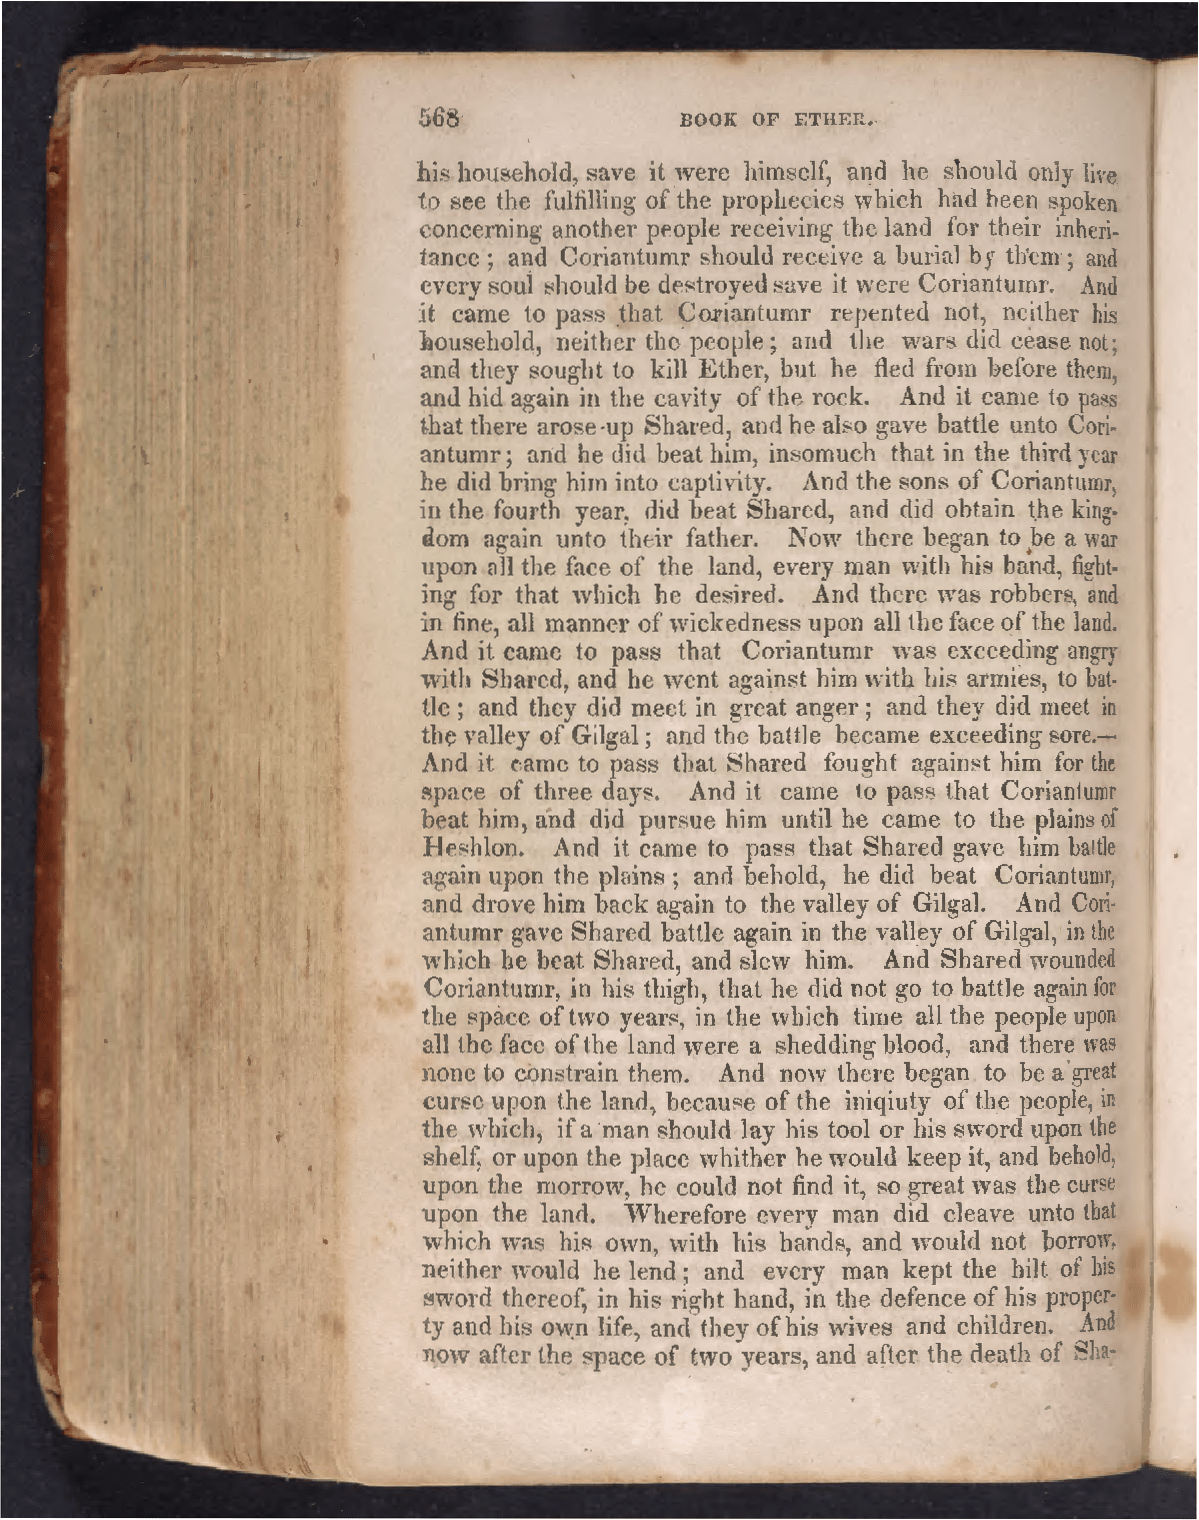 568 BOOK OF ETHER.
his household, save it were himself, and he should only live
to see the fulfilling of the prophecies which had been spoken
concerning another people receiving the land for their inheri-
tance; and Coriantumr should receive a burial by them; and
every soul should be destroyed save it were Coriantumr. And
it came to pass that Coriantumr repented not, neither his
household, neither the people; and the wars did cease not;
and they sought to kill Ether, but he fled from before them,
and hid again in the cavity of the rock. And it came to pass
that there arose up Shared, and he also gave battle unto Cori-
antumr; and he did beat him, insomuch that in the third year
he did bring him into captivity. And the sons of Coriantumr,
in the fourth year, did beat Shared, and did obtain the king-
dom again unto their father. Now there began to be a war
upon all the face of the land, every man with his band, fight-
ing for that which he desired. And there was robbers, and
in fine, all manner of wickedness upon all the face of the land.
And it came to pass that Coriantumr was exceeding angry
with Shared, and he went against him with his armies, to bat-
tle; and they did meet in great anger; and they did meet in
the valley of Gilgal; and the battle became exceeding sore.—
And it came to pass that Shared fought against him for the
space of three days. And it came to pass that Coriantumr
beat him, and did pursue him until he came to the plains of
Heshlon. And it came to pass that Shared gave him battle
again upon the plains; and behold, he did beat Coriantumr,
and drove him back again to the valley of Gilgal. And Cori-
antumr gave Shared battle again in the valley of Gilgal, in the
which he beat Shared, and slew him. And Shared wounded
Coriantumr, in his thigh, that he did not go to battle again for
the space of two years, in the which time all the people upon
all the face of the land were a shedding blood, and there was
none to constrain them. And now there began to be a great
curse upon the land, because of the iniqiuty of the people, in
the which, if a man should lay his tool or his sword upon the
shelf, or upon the place whither he would keep it, and behold,
upon the morrow, he could not find it, so great was the curse
upon the land. Wherefore every man did cleave unto that
which was his own, with his hands, and would not borrow,
neither would he lend; and every man kept the hilt of his
sword thereof, in his right hand, in the defence of his proper-
ty and his own life, and they of his wives and children. And
now after the space of two years, and after the death of Sha-